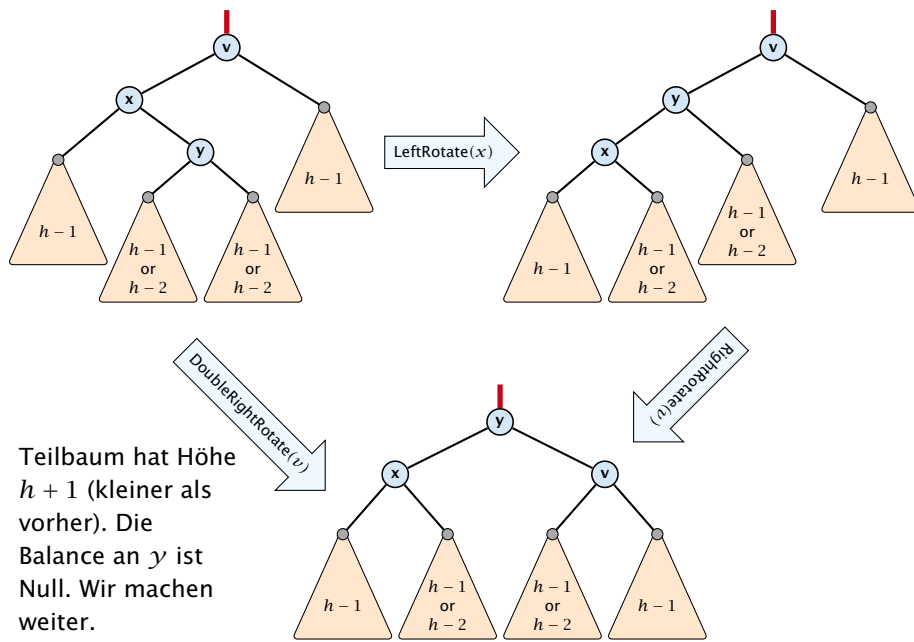 v
v
x
y
y
x
LeftRotate(x)
h − 1
h − 1
h − 1
or
h − 2
h − 1
or
h − 2
h − 1
h − 1
or
h − 2
h − 1
or
h − 2
h − 1
DoubleRightRotate(v)
RightRotate(v)
y
x
v
Teilbaum hat Höhe
h + 1 (kleiner als
vorher). Die
Balance an y ist
Null. Wir machen
weiter.
h − 1
h − 1
or
h − 2
h − 1
or
h − 2
h − 1